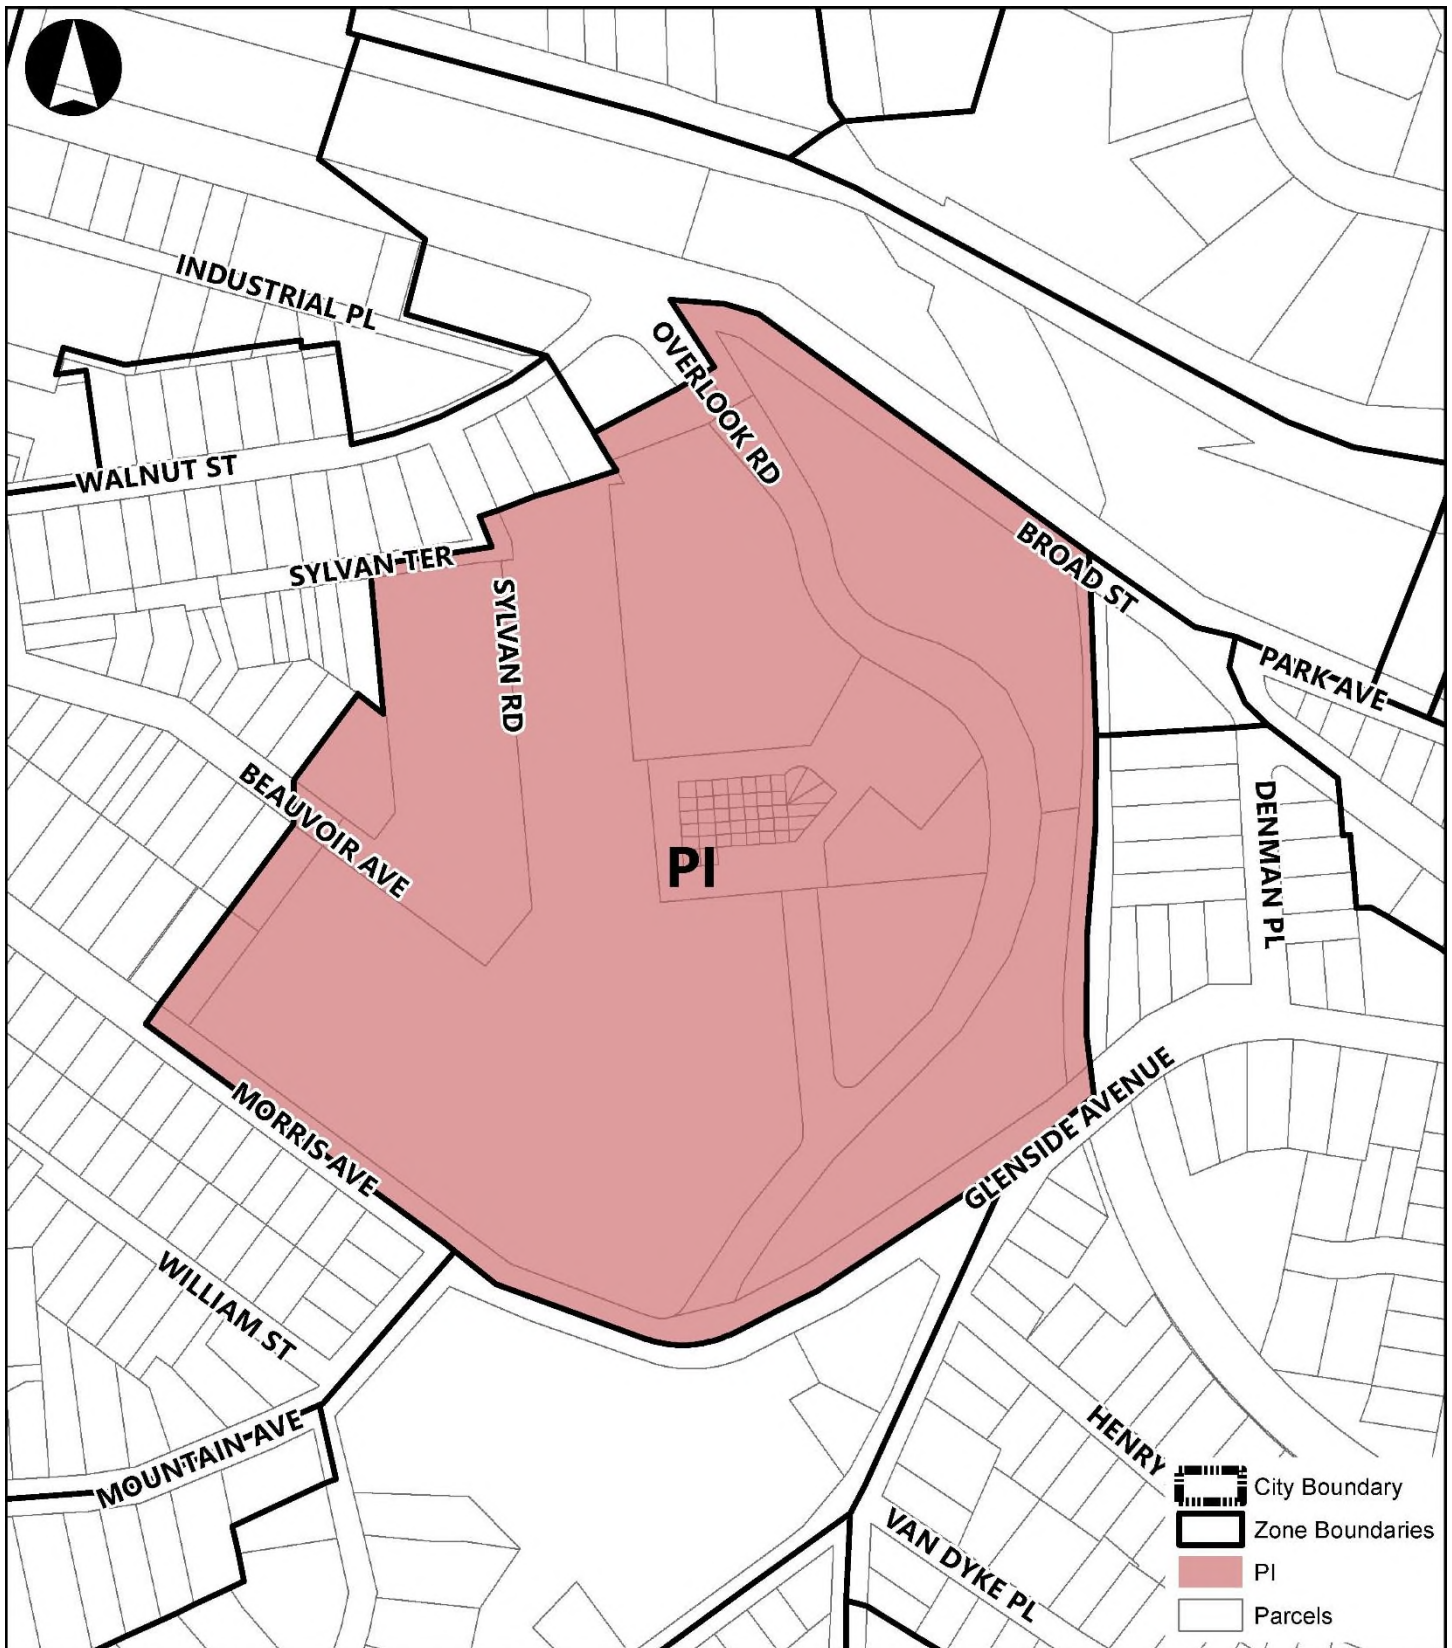 INDUSTRIAL PL
OVERLOOK RD
WALNUT ST
BROAD ST
SYLVAN TER
SYLVAN RD
PARK AVE
BEAUVOIR AVE
DENMAN PL
PI
MORRIS AVE
GLENSIDE AVENUE
WILLIAM ST
MOUNTAIN AVE
HENRY
VAN DYKE PL
City Boundary
Zone Boundaries
PI
Parcels